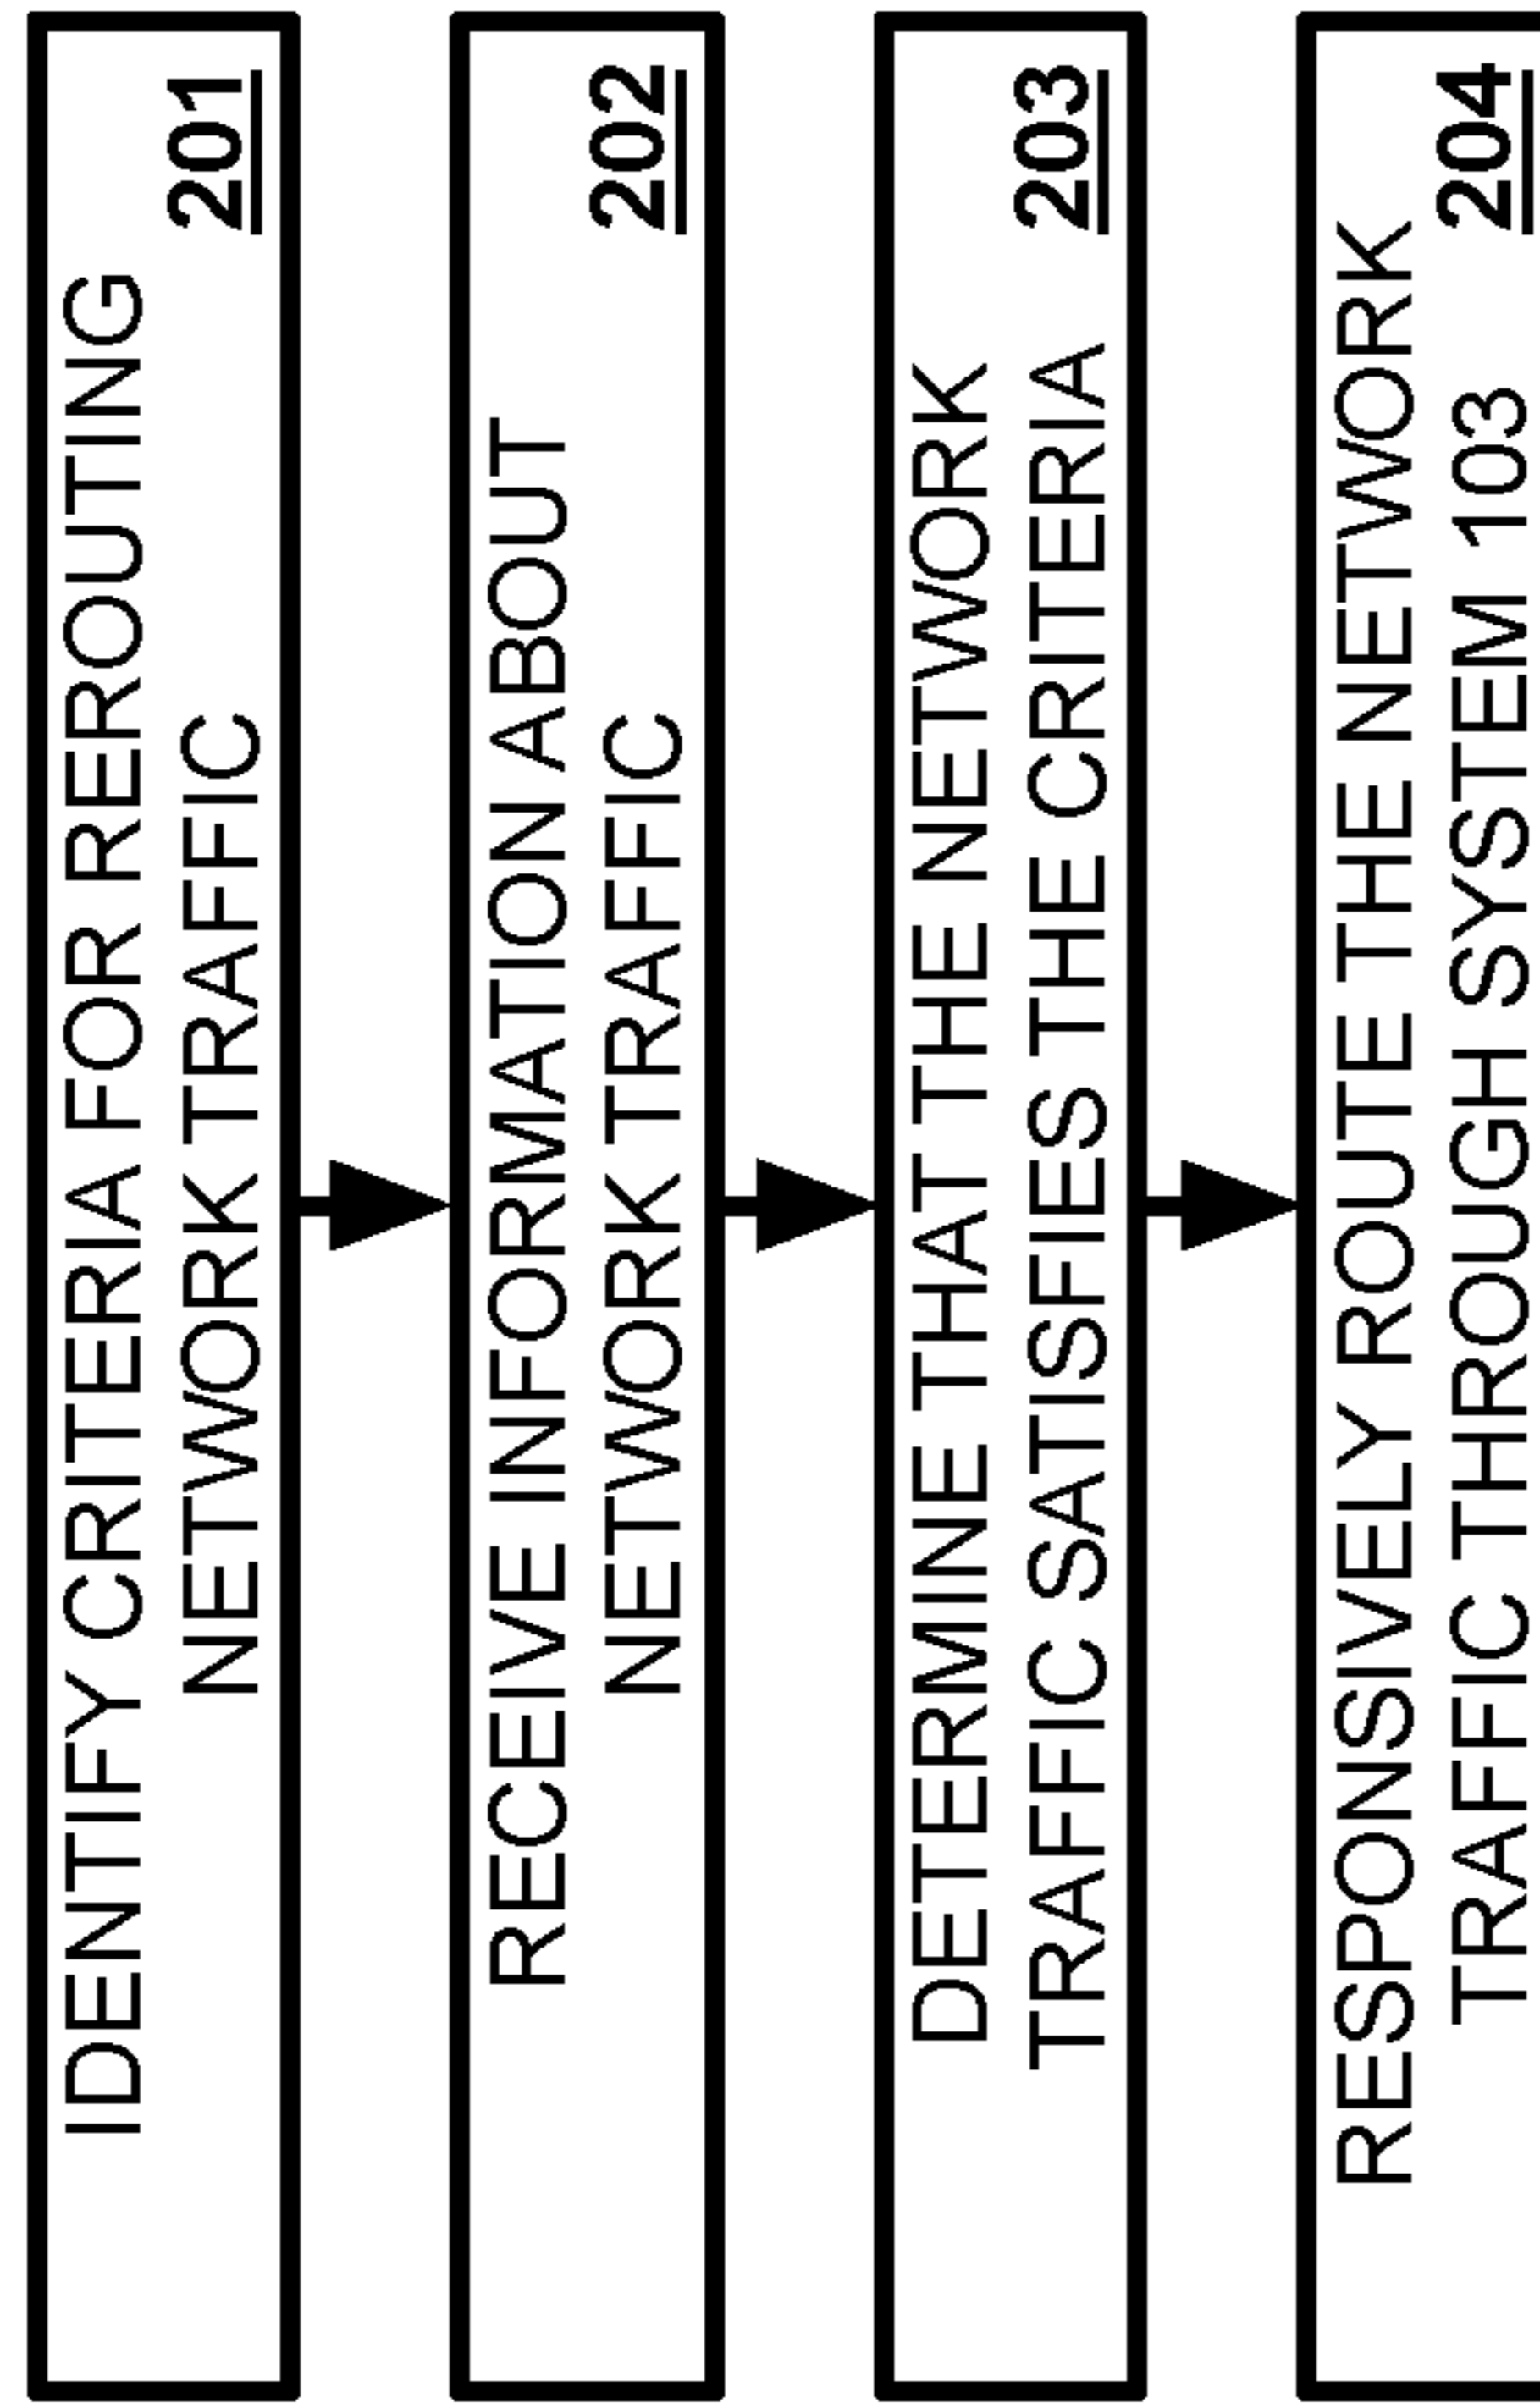 IDENTIFY CRITERIA FOR REROUTING
NETWORK TRAFFIC
201
RECEIVE INFORMATION ABOUT
NETWORK TRAFFIC
202
DETERMINE THAT THE NETWORK
TRAFFIC SATISFIES THE CRITERIA
203
RESPONSIVELY ROUTE THE NETWORK
TRAFFIC THROUGH SYSTEM 103
204